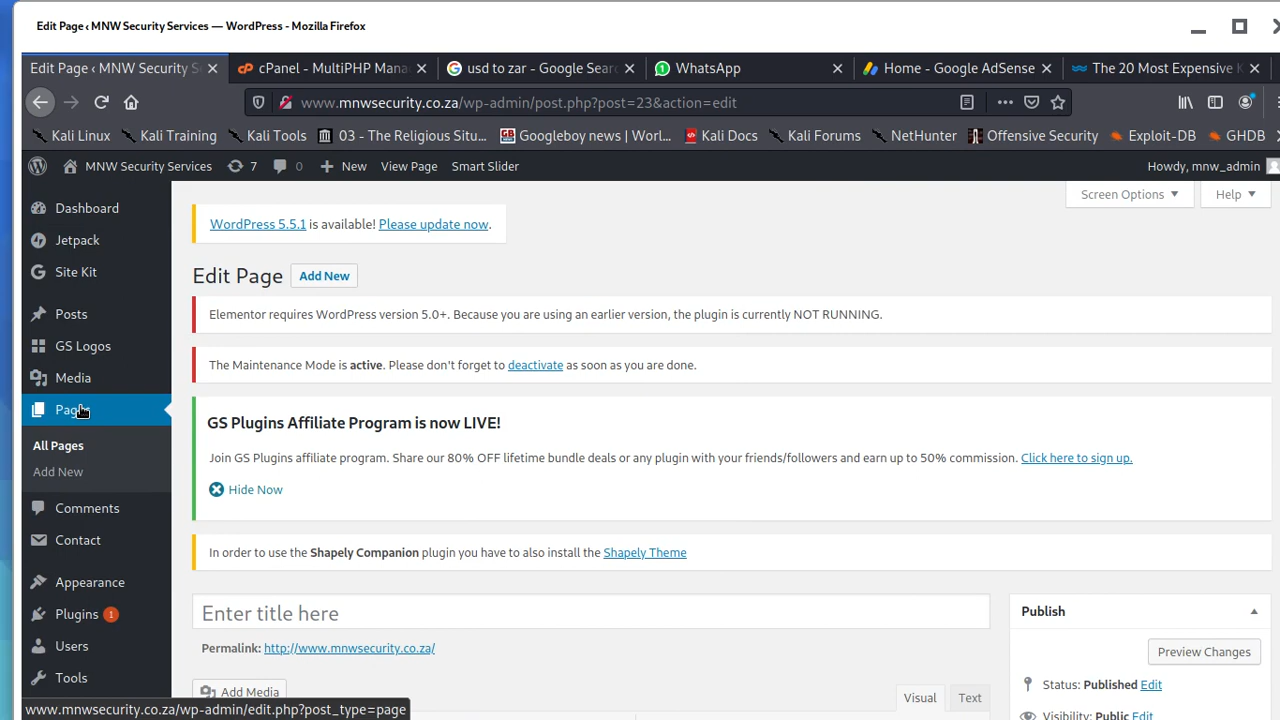 Edit Page ‹ MNW Security Services — WordPress - Mozilla Firefox
Edit Page ‹ MNW Security S
cPanel - MultiPHP Mana
usd to zar - Google Sear
WhatsApp
Home - Google AdSense
The 20 Most Expensive K
www.mnwsecurity.co.za/wp-admin/post.php?post=23&action=edit
Kali Linux
Kali Training
Kali Tools
03 - The Religious Situ...
Googleboy news | Worl...
Kali Docs
Kali Forums
NetHunter
Offensive Security
Exploit-DB
GHDB
MNW Security Services
7
0
New
View Page
Smart Slider
Howdy, mnw_admin
Screen Options
Help
Dashboard
Jetpack
Site Kit
Posts
GS Logos
Media
Pages
All Pages
Add New
Comments
Contact
Appearance
Plugins 1
Users
Tools
WordPress 5.5.1 is available! Please update now.
Edit Page Add New
Elementor requires WordPress version 5.0+. Because you are using an earlier version, the plugin is currently NOT RUNNING.
The Maintenance Mode is active. Please don't forget to deactivate as soon as you are done.
GS Plugins Affiliate Program is now LIVE!
Join GS Plugins affiliate program. Share our 80% OFF lifetime bundle deals or any plugin with your friends/followers and earn up to 50% commission. Click here to sign up.
Hide Now
In order to use the Shapely Companion plugin you have to also install the Shapely Theme
Enter title here
Permalink: http://www.mnwsecurity.co.za/
Add Media
Visual
Text
Publish
Preview Changes
Status: Published Edit
Visibility: Public Edit
www.mnwsecurity.co.za/wp-admin/edit.php?post_type=page